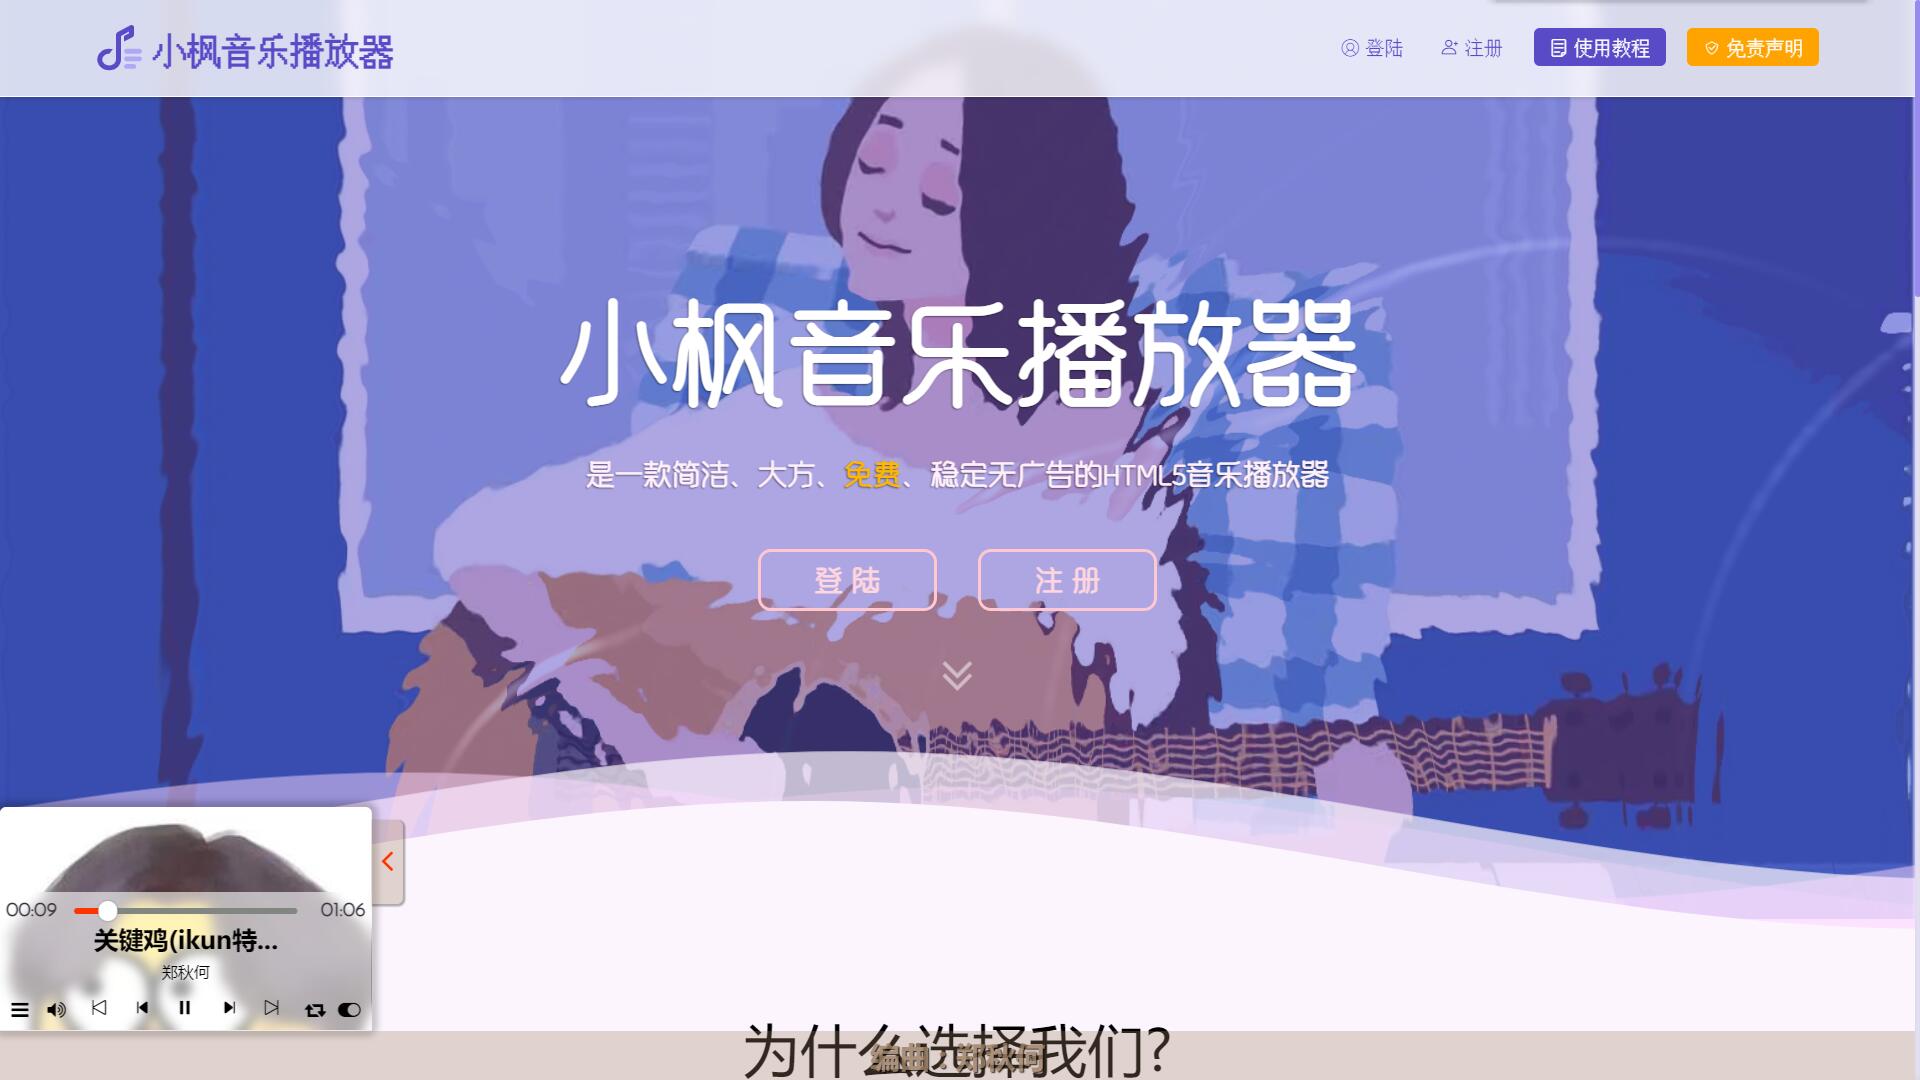 小枫音乐播放器
登陆
注册
使用教程
免责声明
小枫音乐播放器
是一款简洁、大方、免费、稳定无广告的HTML5音乐播放器
登 陆
注 册
00:09
01:06
关键鸡(ikun特...
郑秋何
为什么选择我们?
编曲：郑秋何